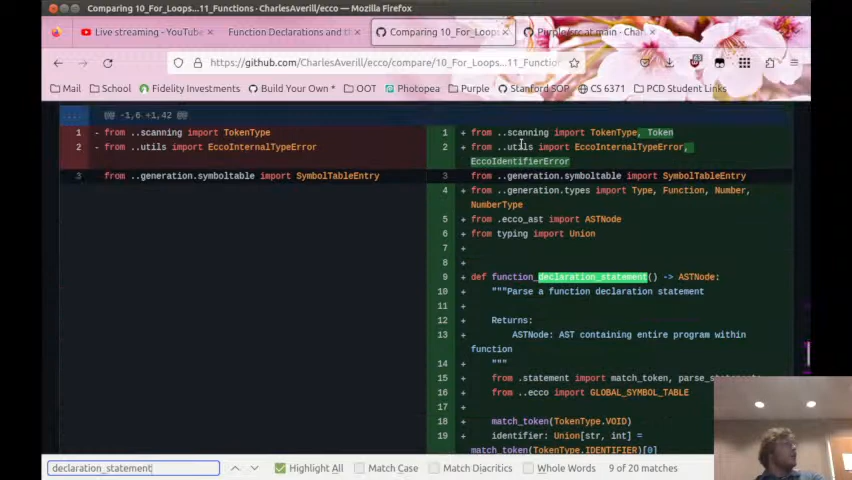 Comparing 10_For_Loops...11_Functions · CharlesAverill/ecco — Mozilla Firefox
Live streaming - YouTube
Function Declarations and th
Comparing 10_For_Loops
Purple/src at main · Char
https://github.com/CharlesAverill/ecco/compare/10_For_Loops...11_Functio
Mail
School
Fidelity Investments
Build Your Own *
OOT
Photopea
Purple
Stanford SOP
CS 6371
PCD Student Links
@@ -1,6 +1,42 @@
1 - from ..scanning import TokenType
2 - from ..utils import EccoInternalTypeError
3 from ..generation.symboltable import SymbolTableEntry
1 + from ..scanning import TokenType, Token
2 + from ..utils import EccoInternalTypeError,
EccoIdentifierError
3 from ..generation.symboltable import SymbolTableEntry
4 + from ..generation.types import Type, Function, Number,
NumberType
5 + from .ecco_ast import ASTNode
6 + from typing import Union
7 +
8 +
9 + def function_declaration_statement() -> ASTNode:
10 + """Parse a function declaration statement
11 +
12 + Returns:
13 + ASTNode: AST containing entire program within
function
14 + """
15 + from .statement import match_token, parse_statem
16 + from ..ecco import GLOBAL_SYMBOL_TABLE
17 +
18 + match_token(TokenType.VOID)
19 + identifier: Union[str, int] =
match_token(TokenType.IDENTIFIER)[0]
declaration_statement
Highlight All
Match Case
Match Diacritics
Whole Words
9 of 20 matches